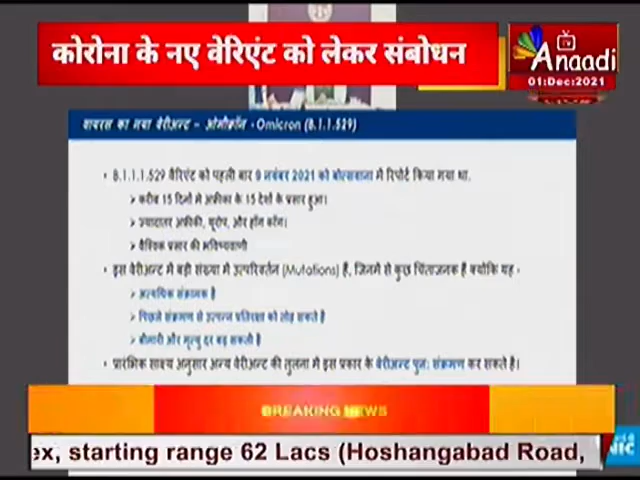 कोरोना के नए वेरिएंट को लेकर संबोधन
TV
Anaadi
01:Dec:2021
LIVE
वायरस का नया वेरीअन्ट – ओमीक्रॉन - Omicron (B.1.1.529)
• B.1.1.529 वैरिएंट को पहली बार 9 नवंबर 2021 को बोत्सवाना में रिपोर्ट किया गया था.
➤ करीब 15 दिनों मे अफ्रीका के 15 देशों के प्रसार हुआ।
➤ ज्यादातर अफ्रीकी, यूरोप, और हॉन्ग कॉन्ग।
➤ वैश्विक प्रसार की भविष्यवाणी
• इस वेरीअन्ट में बड़ी संख्या में उत्परिवर्तन (Mutations) हैं, जिनमें से कुछ चिंताजनक हैं क्योंकि यह -
➤ अत्यधिक संक्रामक है
➤ पिछले संक्रमण से उत्पन्न प्रतिरक्षा को तोड़ सकते है
➤ बीमारी और मृत्यु दर बढ़ सकती है
• प्रारंभिक साक्ष्य अनुसार अन्य वेरीअन्ट की तुलना में इस प्रकार के वेरीअन्ट पुन: संक्रमण कर सकते है।
BREAKING NEWS
ex, starting range 62 Lacs (Hoshangabad Road,
NIC